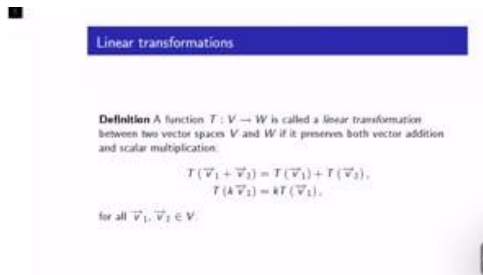 Linear transformations
Definition A function T : V → W is called a linear transformation
between two vector spaces V and W if it preserves both vector addition
and scalar multiplication:
T(v⃗₁ + v⃗₂) = T(v⃗₁) + T(v⃗₂),
T(k v⃗₁) = kT(v⃗₁),
for all v⃗₁, v⃗₂ ∈ V.